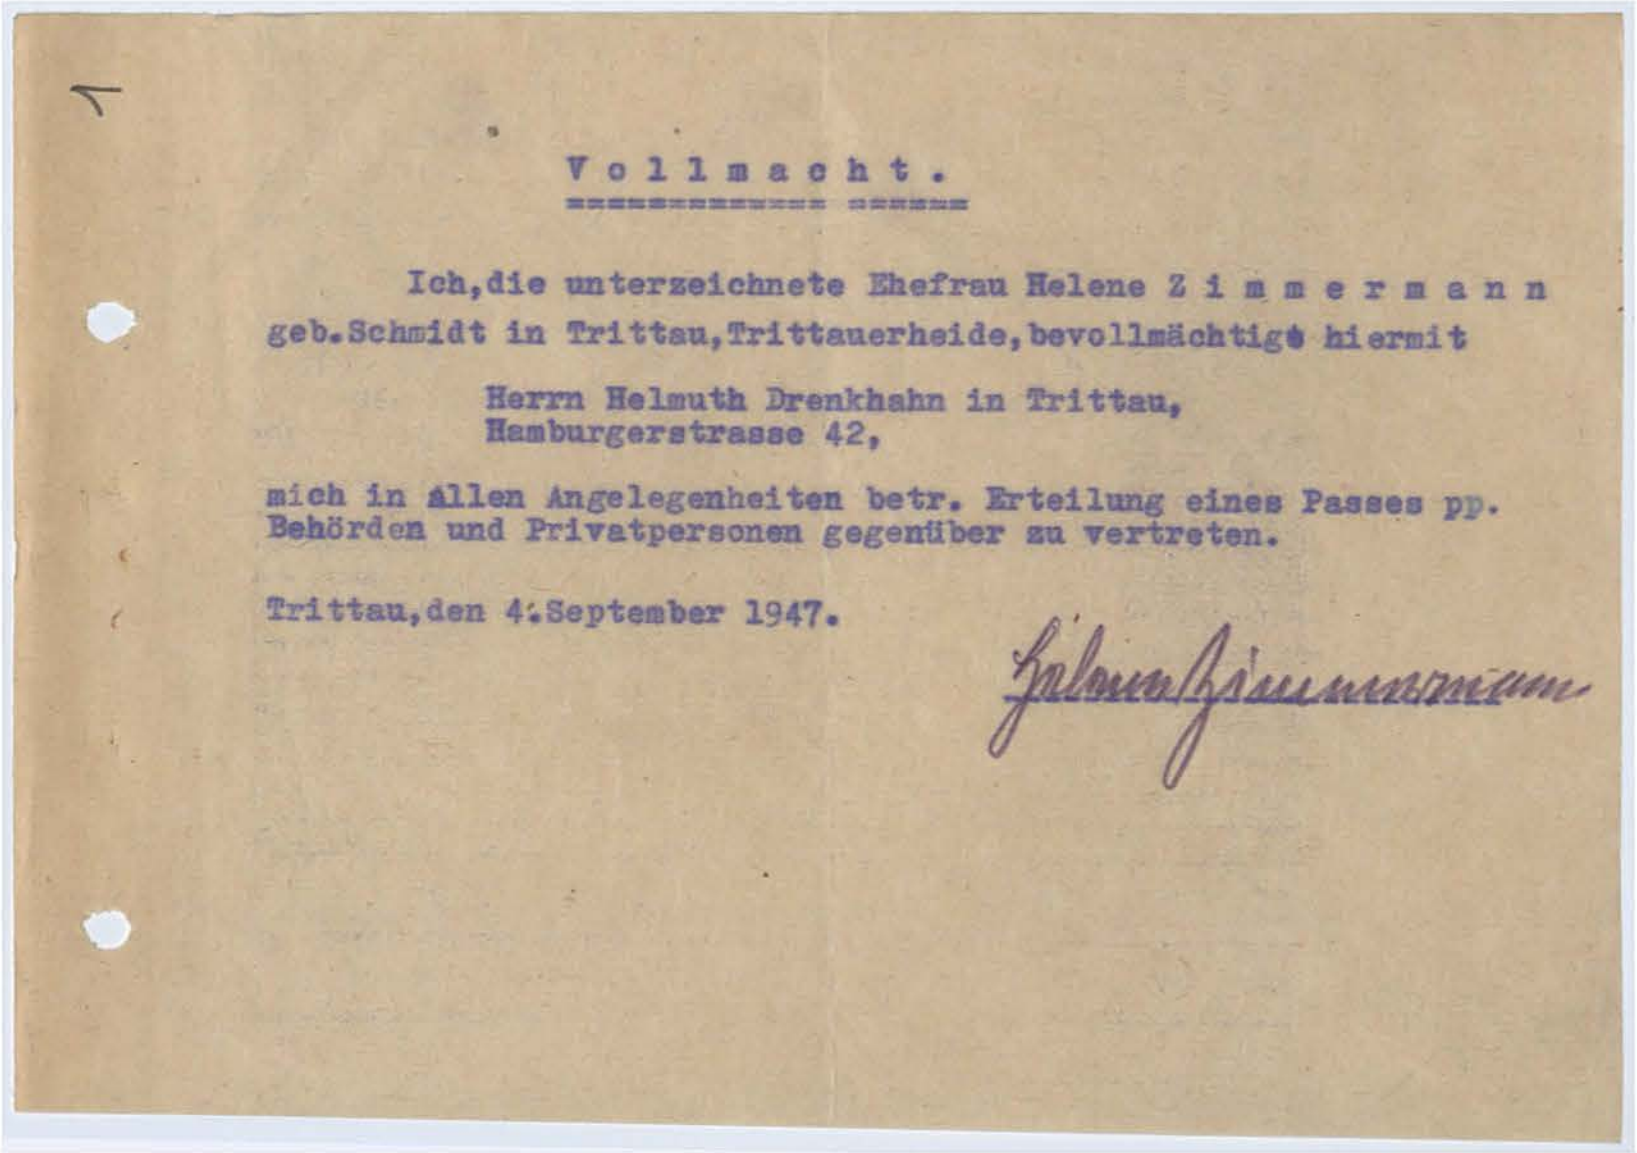 1
V o l l m a c h t .
============= ======
Ich,die unterzeichnete Ehefrau Helene Z i m m e r m a n n
geb.Schmidt in Trittau,Trittauerheide,bevollmächtige hiermit
Herrn Helmuth Drenkhahn in Trittau,
Hamburgerstrasse 42,
mich in allen Angelegenheiten betr. Erteilung eines Passes pp.
Behörden und Privatpersonen gegenüber zu vertreten.
Trittau,den 4.September 1947.
Helene Zimmermann.